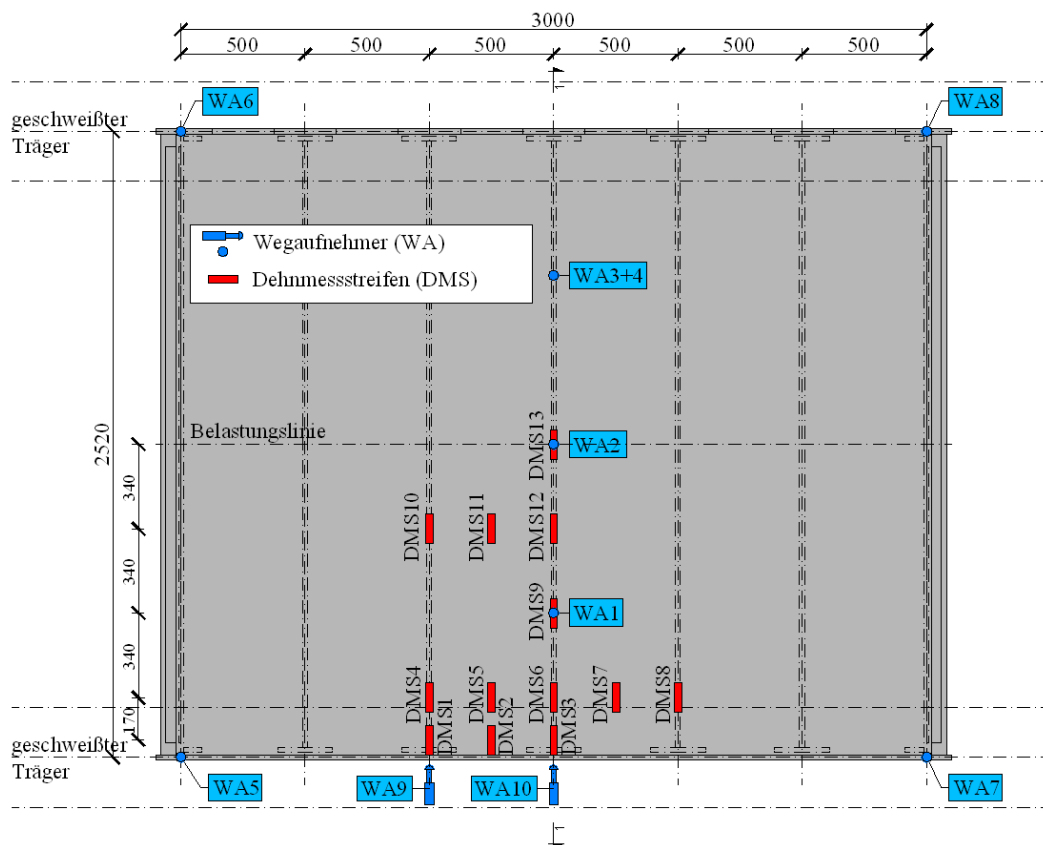 3000
500 500 500 500 500 500
1
WA6 WA8
geschweißter
Träger
Wegaufnehmer (WA)
Dehnmessstreifen (DMS)
WA3+4
Belastungslinie
DMS13
WA2
2520
340
DMS10
DMS11
DMS12
340
DMS9
WA1
340
DMS4
DMS5
DMS6
DMS7
DMS8
170
DMS1
DMS2
DMS3
geschweißter
Träger
WA5 WA9 WA10 WA7
1